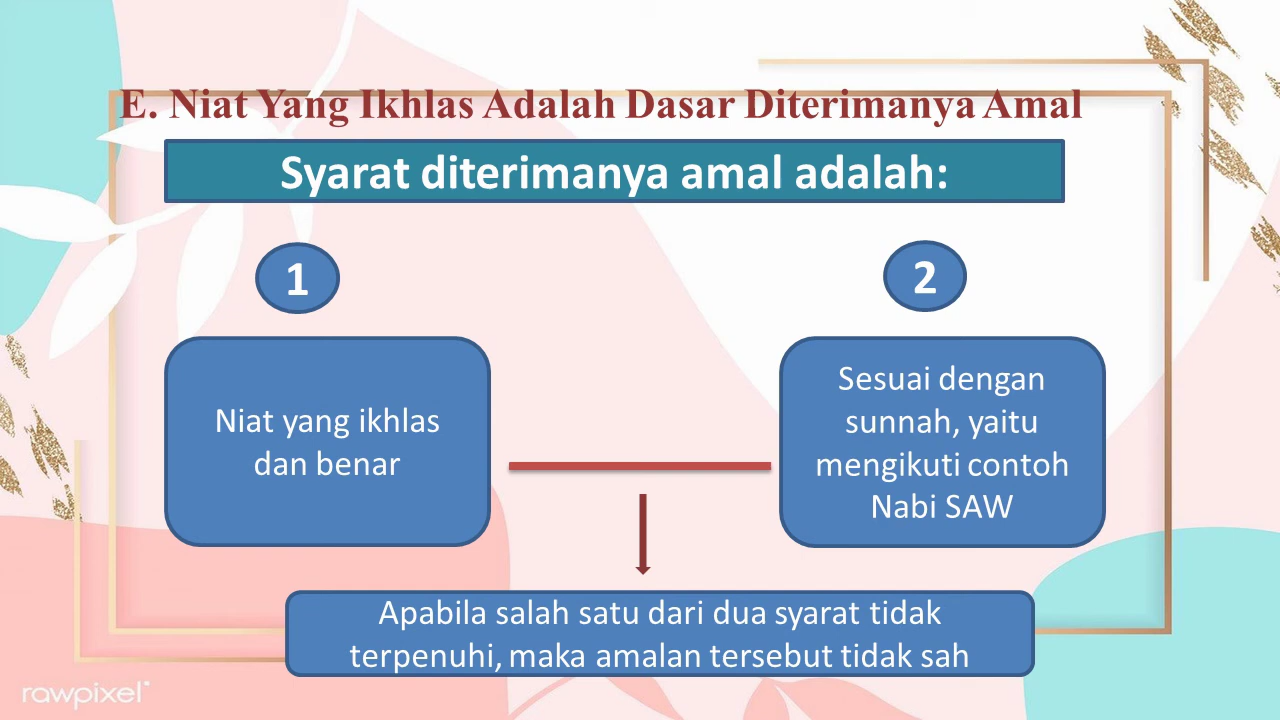 E. Niat Yang Ikhlas Adalah Dasar Diterimanya Amal
Syarat diterimanya amal adalah:
1
2
Niat yang ikhlas
dan benar
Sesuai dengan
sunnah, yaitu
mengikuti contoh
Nabi SAW
Apabila salah satu dari dua syarat tidak
terpenuhi, maka amalan tersebut tidak sah
rawpixel